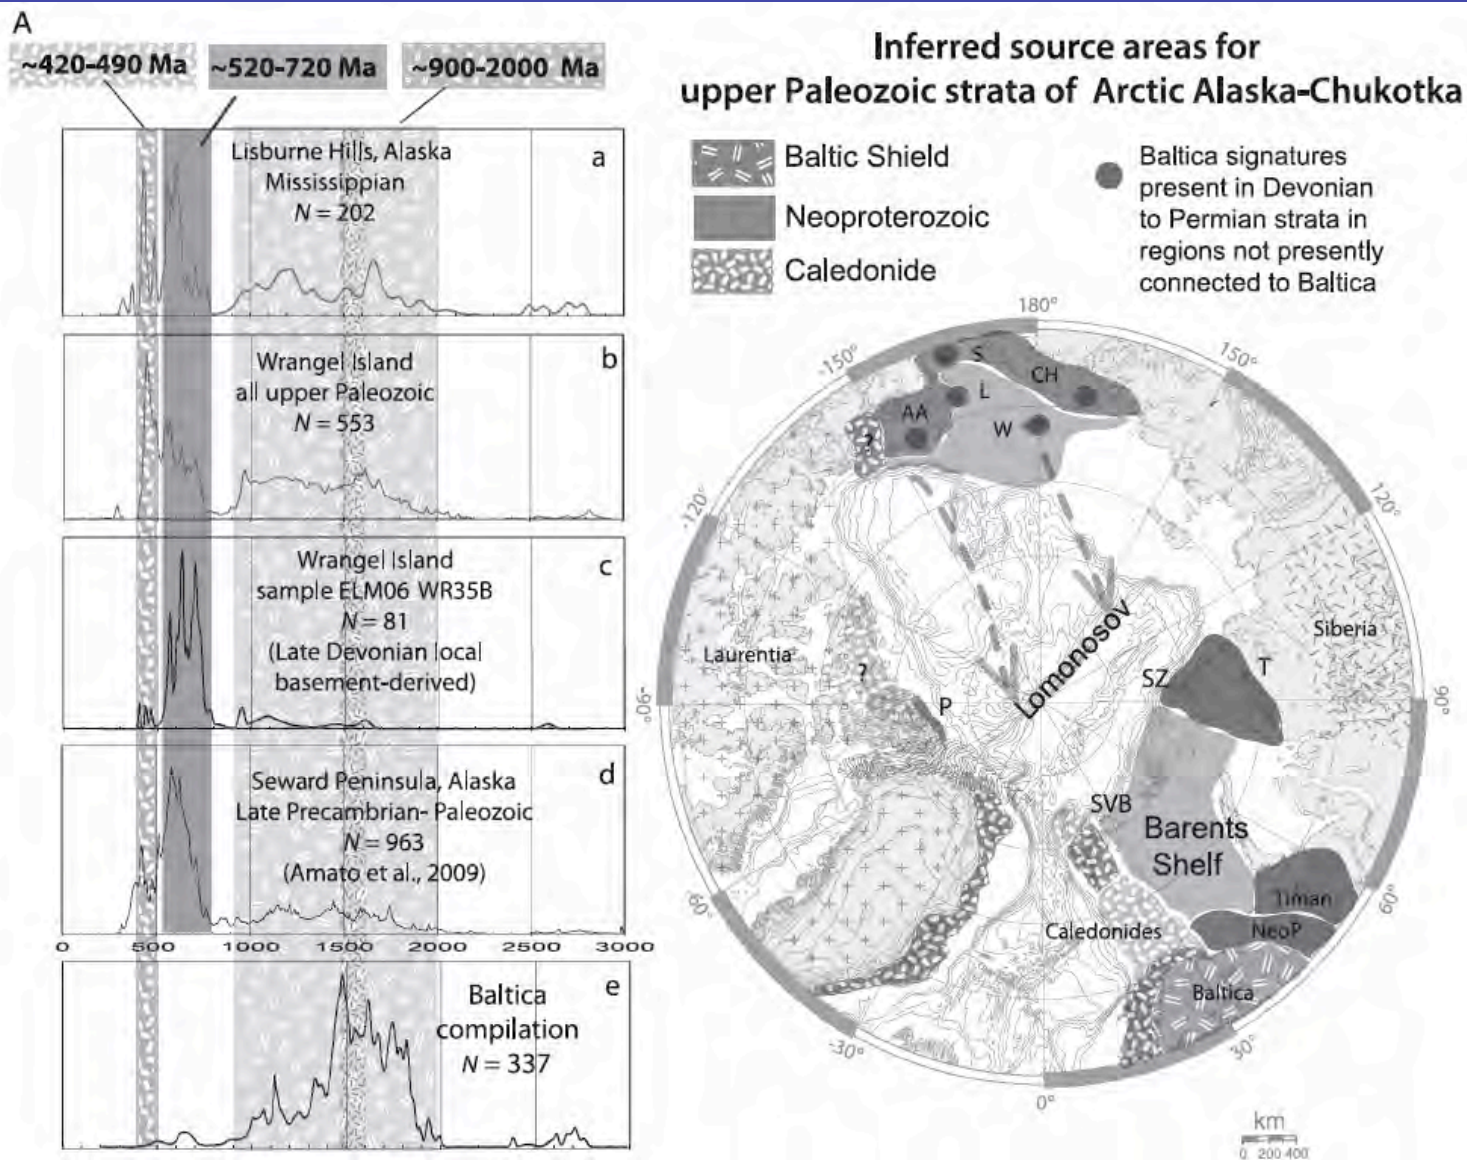 A
~420-490 Ma
~520-720 Ma
~900-2000 Ma
Lisburne Hills, Alaska
Mississippian
N = 202
a
Wrangel Island
all upper Paleozoic
N = 553
b
Wrangel Island
sample ELM06 WR35B
N = 81
(Late Devonian local
basement-derived)
c
Seward Peninsula, Alaska
Late Precambrian- Paleozoic
N = 963
(Amato et al., 2009)
d
0 500 1000 1500 2000 2500 3000
Baltica
compilation
N = 337
e
Inferred source areas for
upper Paleozoic strata of Arctic Alaska-Chukotka
Baltic Shield
Neoproterozoic
Caledonide
Baltica signatures
present in Devonian
to Permian strata in
regions not presently
connected to Baltica
180°
-150°
150°
S
CH
L
AA
W
?
-120°
120°
Lomonosov
Siberia
Laurentia
?
P
SZ
T
-90°
90°
SVB
Barents
Shelf
Timan
NeoP
Caledonides
Baltica
60°
60°
-30°
30°
0°
km
0 200 400